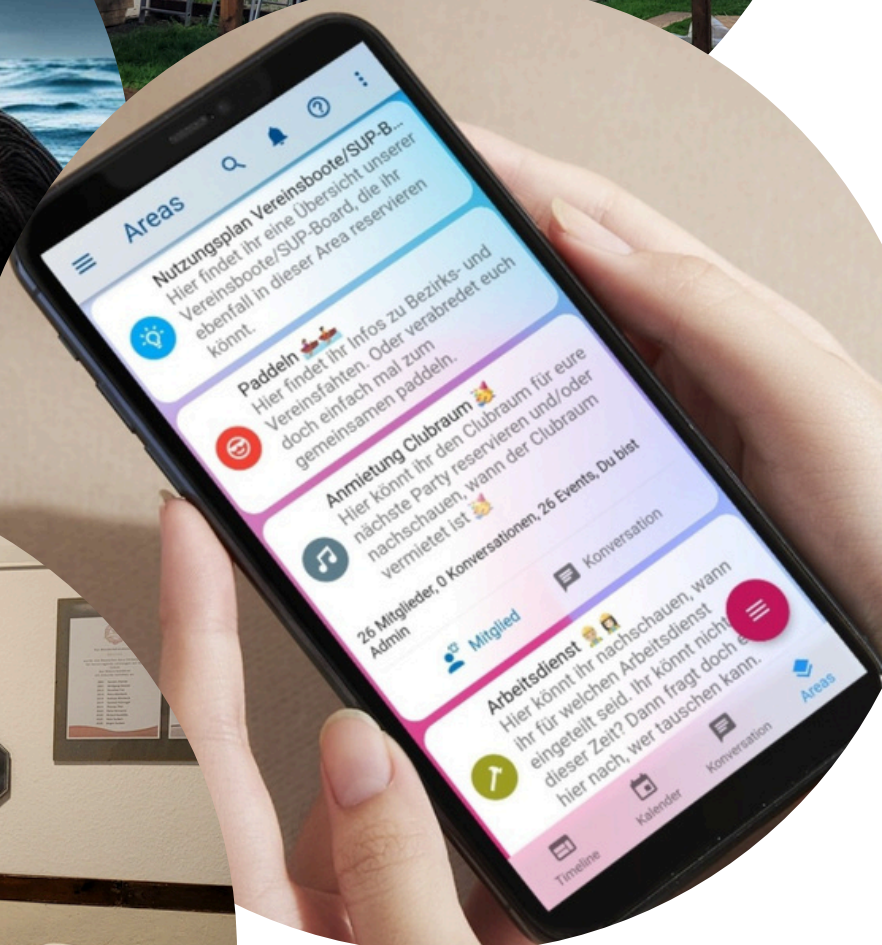 Areas
Nutzungsplan Vereinsboote/SUP-B...
Hier findet ihr eine Übersicht unserer
Vereinsboote/SUP-Board, die ihr
ebenfall in dieser Area reservieren
könnt.
Paddeln 🚣🚣
Hier findet ihr Infos zu Bezirks- und
Vereinsfahten. Oder verabredet euch
doch einfach mal zum
gemeinsamen paddeln.
Anmietung Clubraum 🥳
Hier könnt ihr den Clubraum für eure
nächste Party reservieren und/oder
nachschauen, wann der Clubraum
vermietet ist 🥳
26 Mitglieder, 0 Konversationen, 26 Events, Du bist
Admin
Mitglied
Konversation
Arbeitsdienst 👷🏼👩🏻‍🚒
Hier könnt ihr nachschauen, wann
ihr für welchen Arbeitsdienst
eingeteilt seid. Ihr könnt nicht
dieser Zeit? Dann fragt doch
hier nach, wer tauschen kann.
Timeline
Kalender
Konversation
Areas